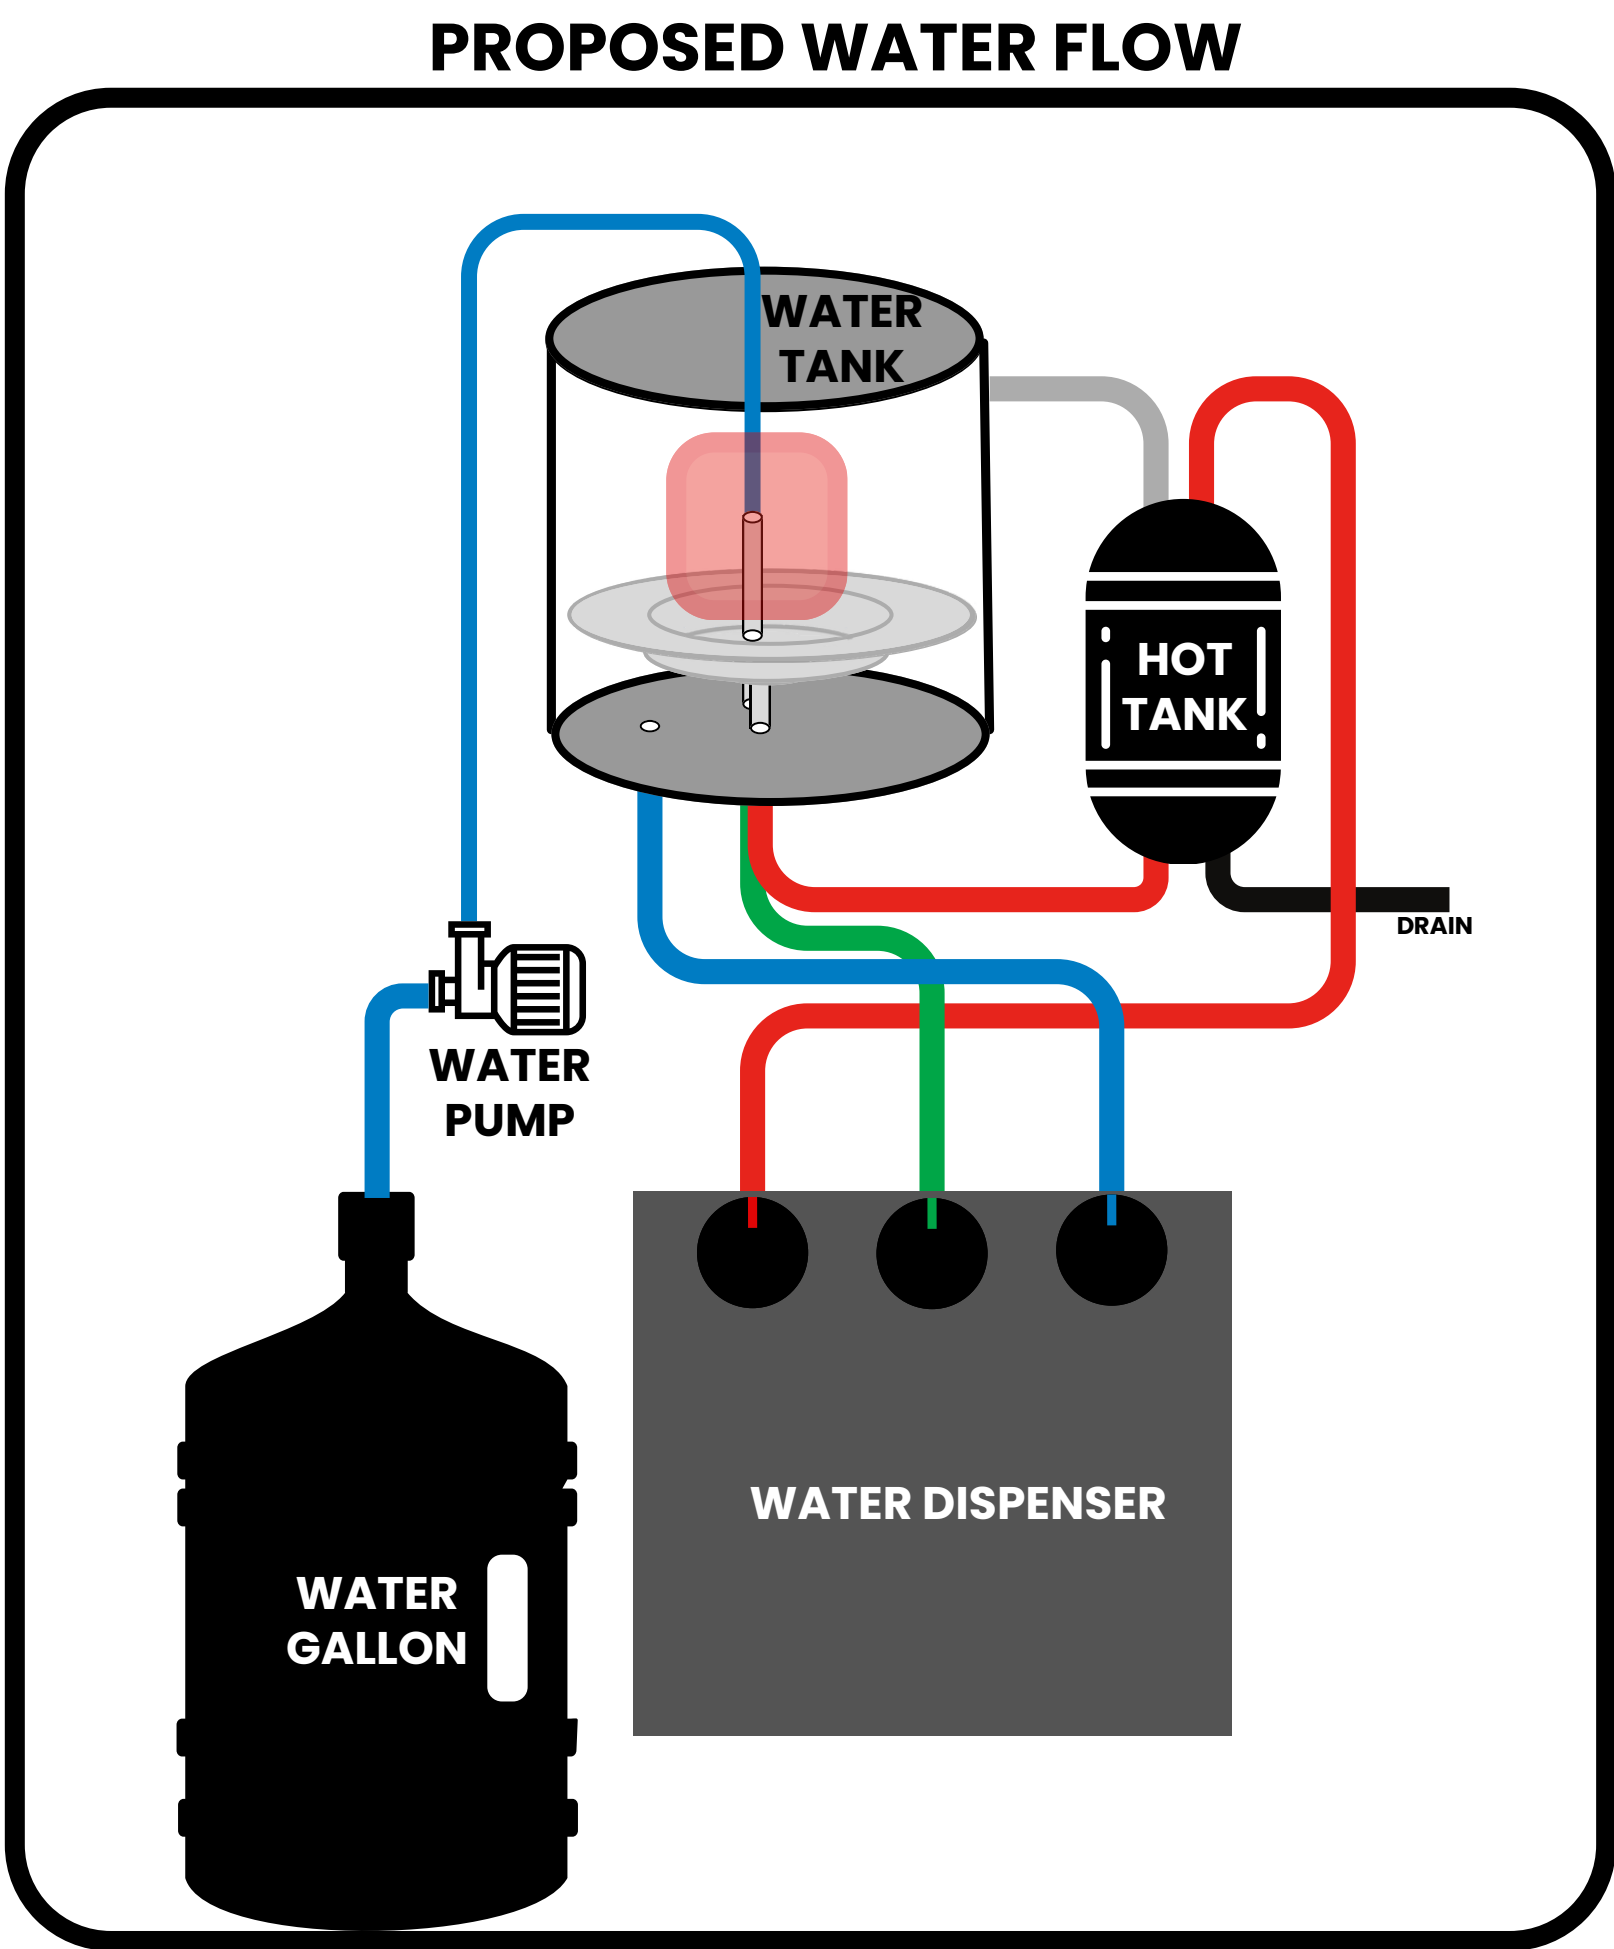 PROPOSED WATER FLOW
WATER
TANK
HOT
TANK
DRAIN
WATER
PUMP
WATER DISPENSER
WATER
GALLON